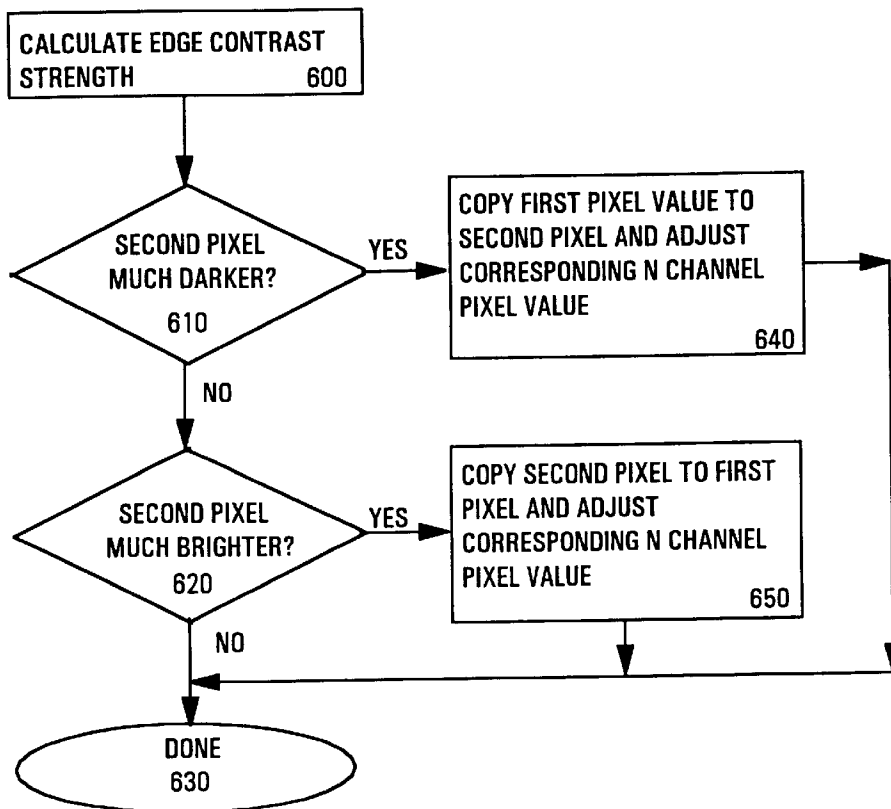 CALCULATE EDGE CONTRAST
STRENGTH 600
SECOND PIXEL
MUCH DARKER?
610
YES
COPY FIRST PIXEL VALUE TO
SECOND PIXEL AND ADJUST
CORRESPONDING N CHANNEL
PIXEL VALUE
640
NO
SECOND PIXEL
MUCH BRIGHTER?
620
YES
COPY SECOND PIXEL TO FIRST
PIXEL AND ADJUST
CORRESPONDING N CHANNEL
PIXEL VALUE
650
NO
DONE
630